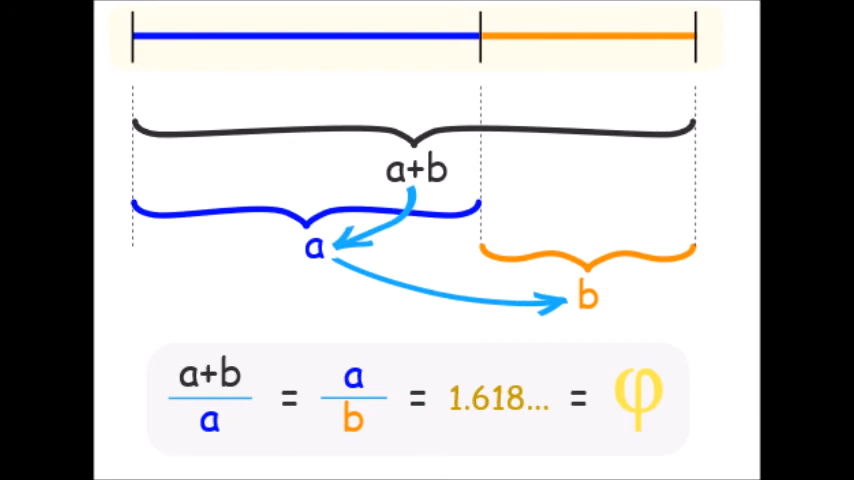 a+b
a
b
a+b/a = a/b = 1.618... = φ